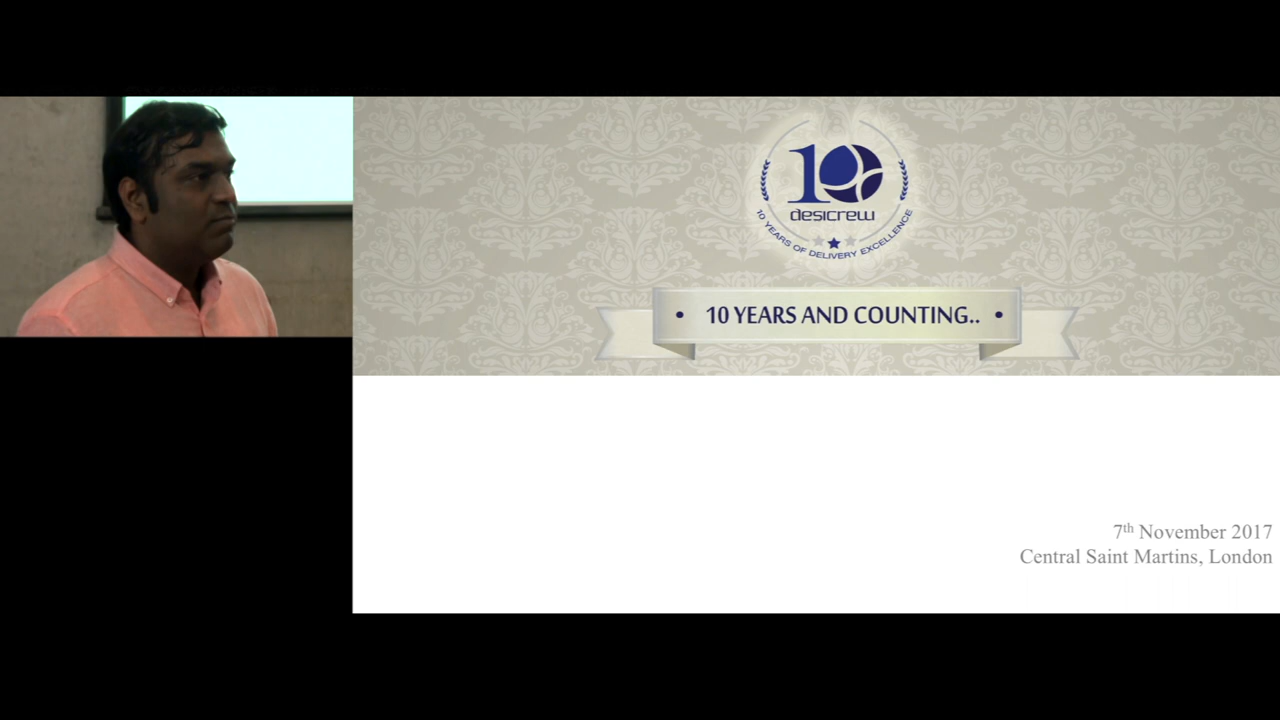 10
desicrew
10 YEARS OF DELIVERY EXCELLENCE
• 10 YEARS AND COUNTING.. •
7th November 2017
Central Saint Martins, London